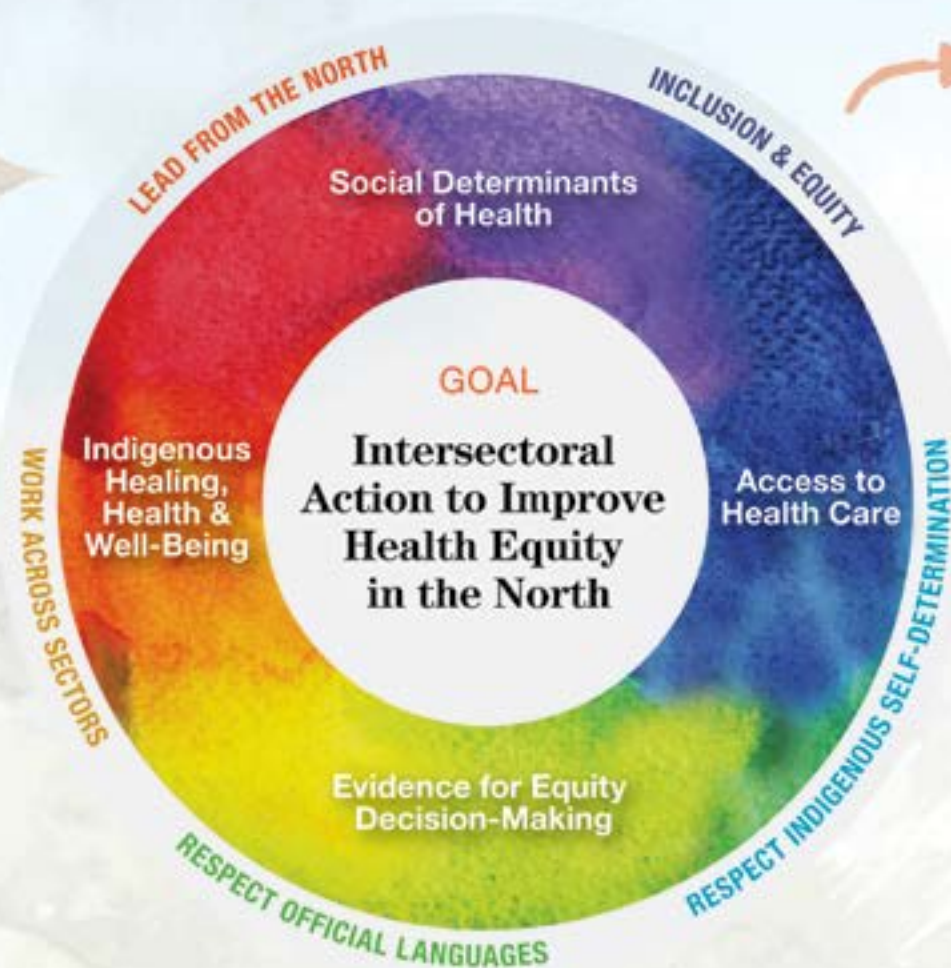 LEAD FROM THE NORTH
INCLUSION & EQUITY
Social Determinants
of Health
GOAL
Intersectoral
Action to Improve
Health Equity
in the North
Indigenous
Healing,
Health &
Well-Being
Access to
Health Care
WORK ACROSS SECTORS
RESPECT INDIGENOUS SELF-DETERMINATION
Evidence for Equity
Decision-Making
RESPECT OFFICIAL LANGUAGES